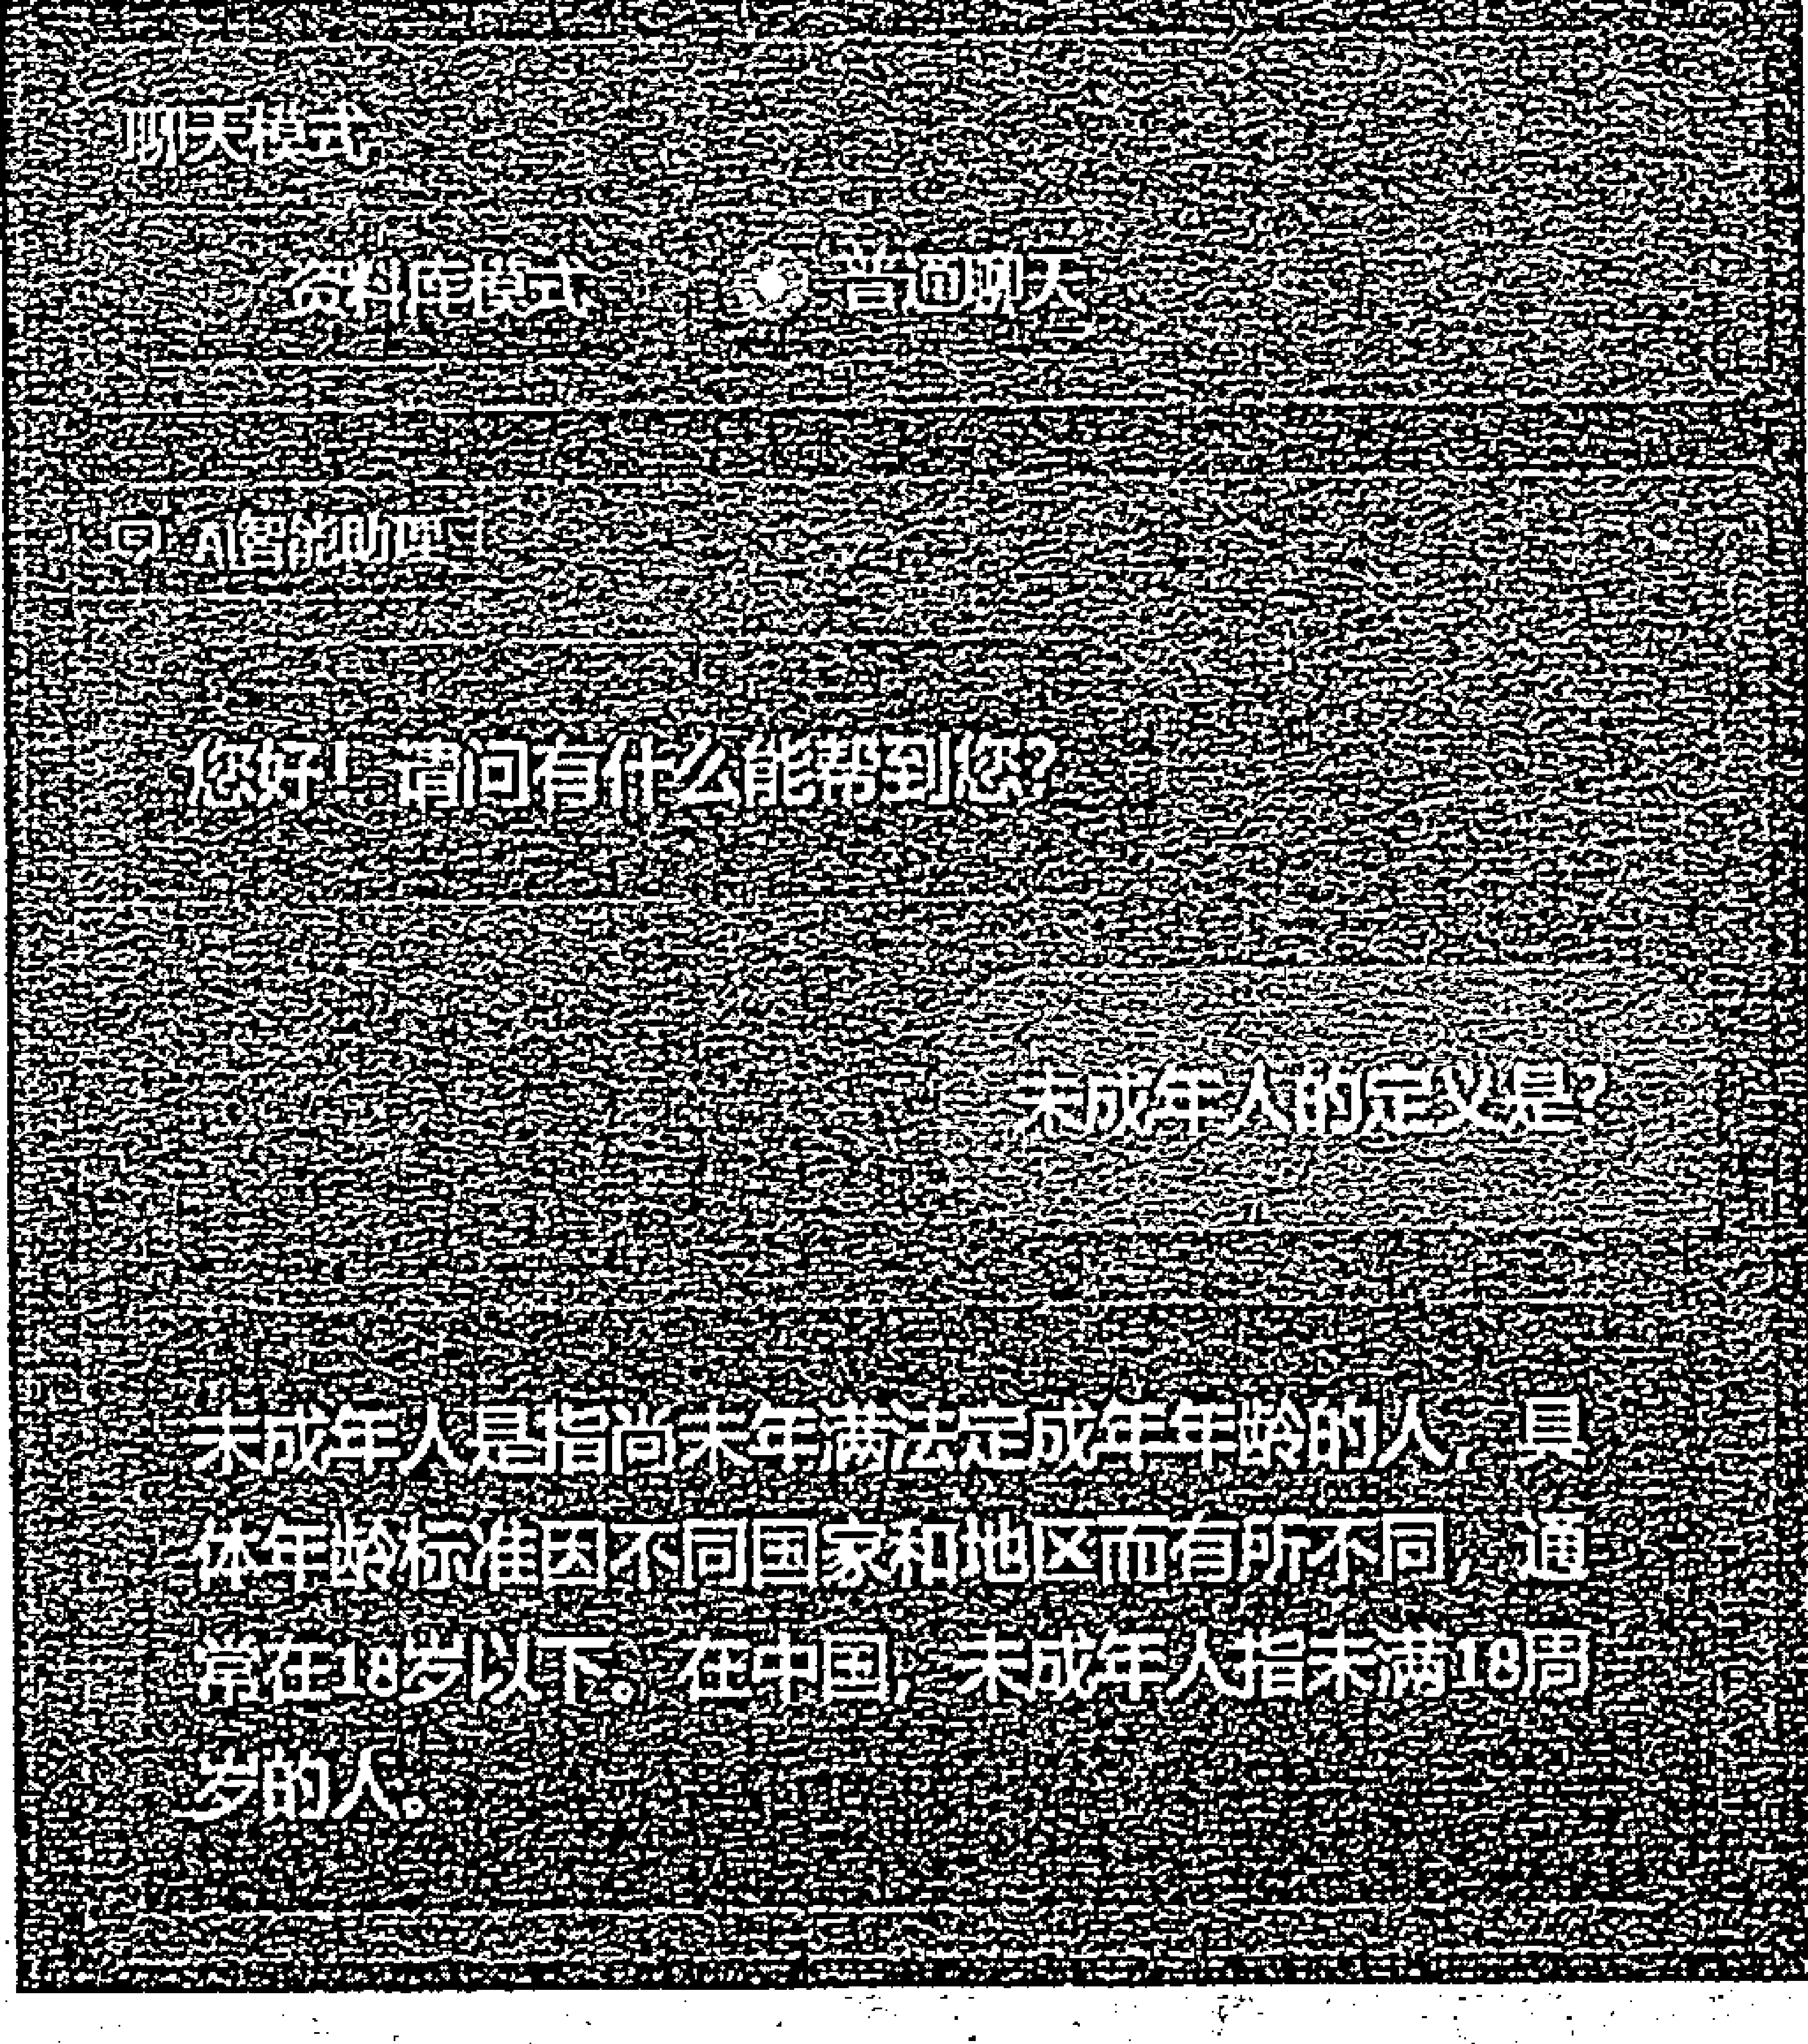 聊天模式
资料库模式 普通聊天
AI智能助理
您好！请问有什么能帮到您?
未成年人的定义是?
未成年人是指尚未年满法定成年年龄的人，具
体年龄标准因不同国家和地区而有所不同，通
常在18岁以下。在中国，未成年人指未满18周
岁的人。